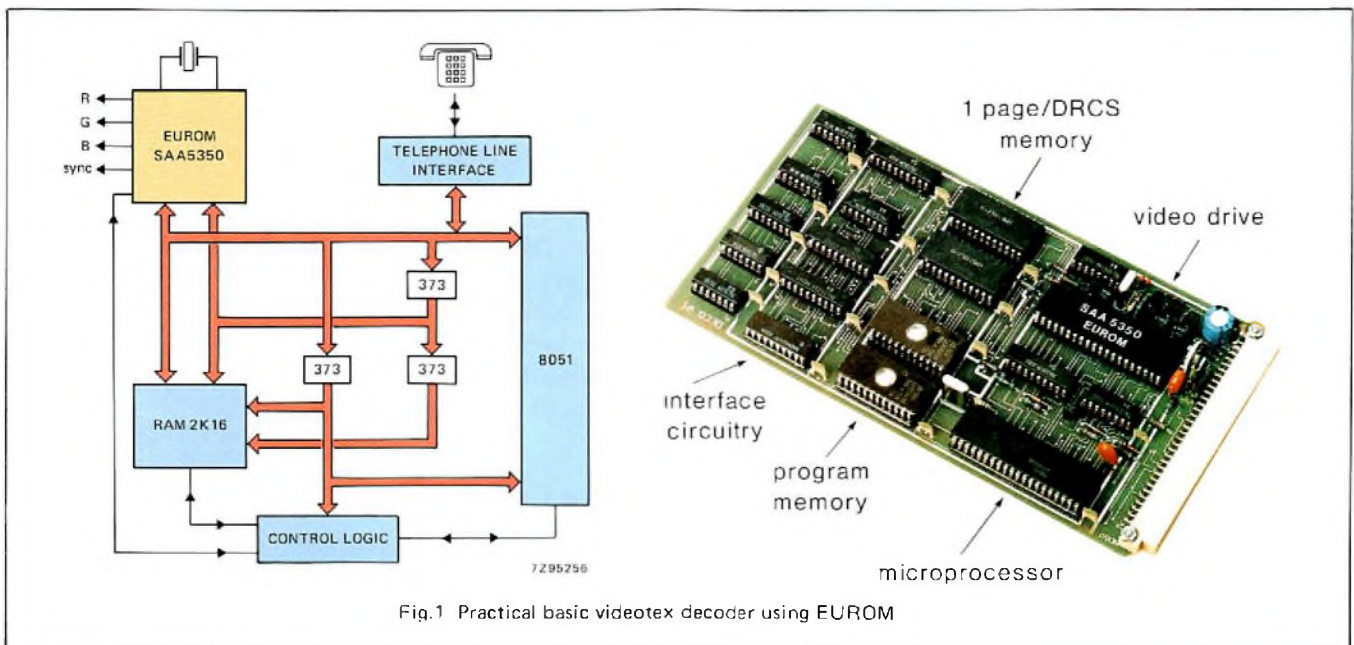 R
G
B
sync
EUROM
SAA5350
TELEPHONE LINE
INTERFACE
373
373
373
8051
RAM 2K16
CONTROL LOGIC
7Z95256
1 page/DRCS
memory
video drive
SAA 5350
EUROM
interface
circuitry
program
memory
microprocessor
Fig.1 Practical basic videotex decoder using EUROM